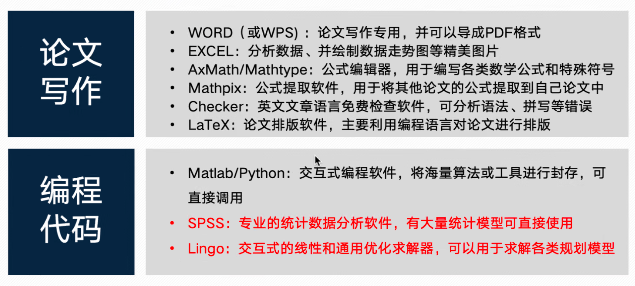 论文
写作
• WORD（或WPS）：论文写作专用，并可以导成PDF格式
• EXCEL：分析数据、并绘制数据走势图等精美图片
• AxMath/Mathtype：公式编辑器，用于编写各类数学公式和特殊符号
• Mathpix：公式提取软件，用于将其他论文的公式提取到自己论文中
• Checker：英文文章语言免费检查软件，可分析语法、拼写等错误
• LaTeX：论文排版软件，主要利用编程语言对论文进行排版
编程
代码
• Matlab/Python：交互式编程软件，将海量算法或工具进行封存，可
直接调用
• SPSS：专业的统计数据分析软件，有大量统计模型可直接使用
• Lingo：交互式的线性和通用优化求解器，可以用于求解各类规划模型